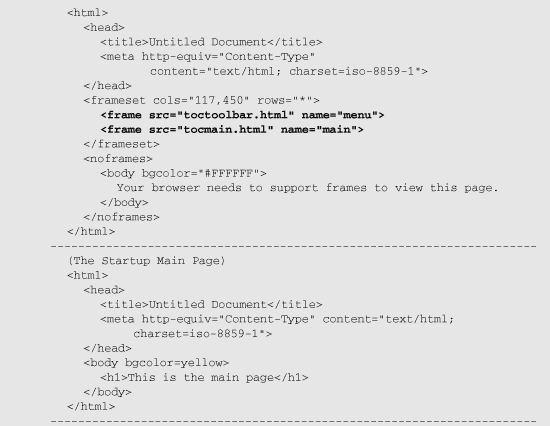 <html>
<head>
<title>Untitled Document</title>
<meta http-equiv="Content-Type"
content="text/html; charset=iso-8859-1">
</head>
<frameset cols="117,450" rows="*">
<frame src="toctoolbar.html" name="menu">
<frame src="tocmain.html" name="main">
</frameset>
<noframes>
<body bgcolor="#FFFFFF">
Your browser needs to support frames to view this page.
</body>
</noframes>
</html>
(The Startup Main Page)
<html>
<head>
<title>Untitled Document</title>
<meta http-equiv="Content-Type" content="text/html;
charset=iso-8859-1">
</head>
<body bgcolor=yellow>
<h1>This is the main page</h1>
</body>
</html>